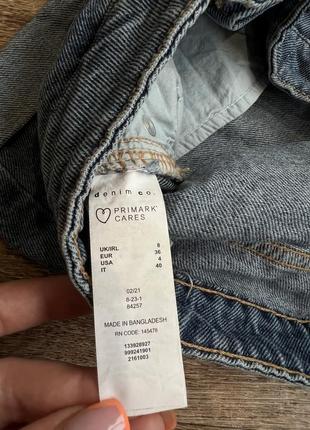 denim co.
PRIMARK
CARES
UK/IRL 8
EUR 36
USA 4
IT 40
02/21
8-23-1
84257
MADE IN BANGLADESH
RN CODE: 145478
133928927
999241901
2161003